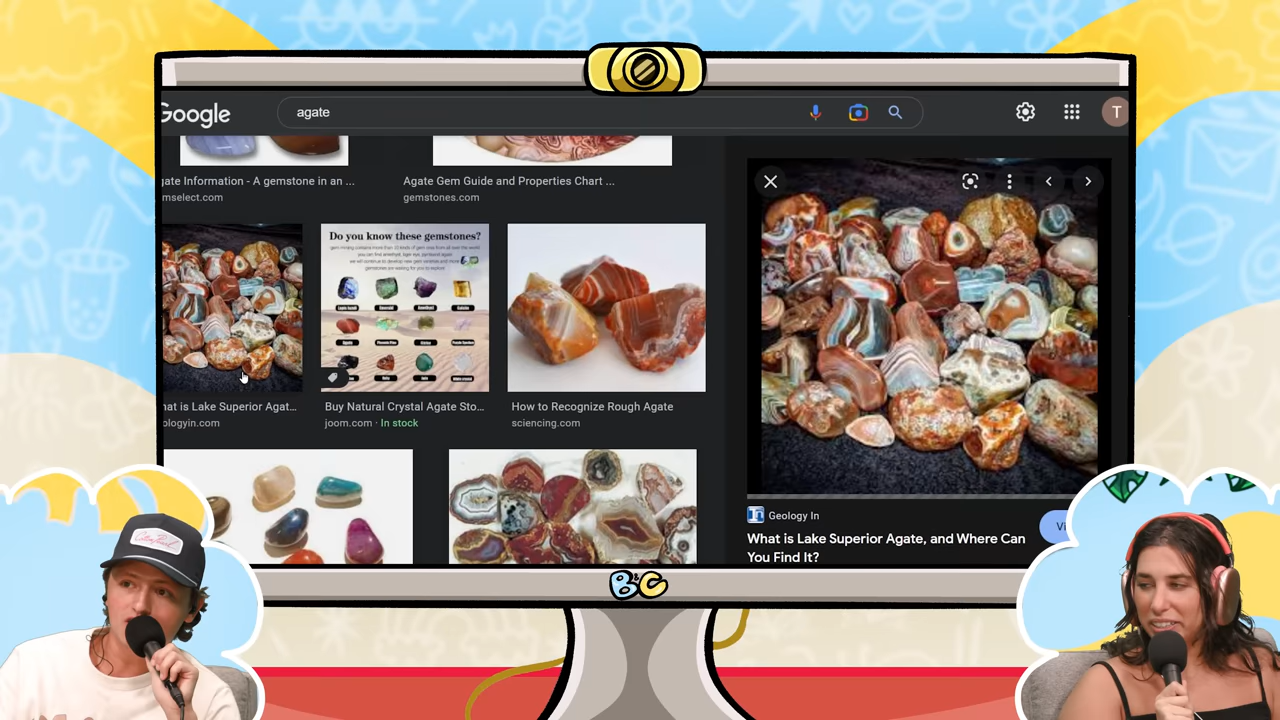 Google
agate
T
gate Information - A gemstone in an ...
mselect.com
Agate Gem Guide and Properties Chart ...
gemstones.com
Do you know these gemstones?
hat is Lake Superior Agat...
ologyin.com
Buy Natural Crystal Agate Sto...
joom.com · In stock
How to Recognize Rough Agate
sciencing.com
Geology In
Vi
What is Lake Superior Agate, and Where Can
You Find It?
B&C